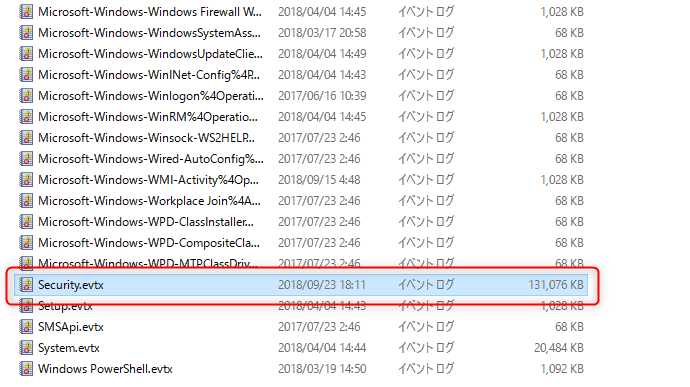 Microsoft-Windows-Windows Firewall W... 2018/04/04 14:45 イベント ログ 1,028 KB
Microsoft-Windows-WindowsSystemAss... 2018/03/17 20:58 イベント ログ 68 KB
Microsoft-Windows-WindowsUpdateClie... 2018/04/04 14:49 イベント ログ 1,028 KB
Microsoft-Windows-WinINet-Config%4P... 2018/04/04 14:43 イベント ログ 68 KB
Microsoft-Windows-Winlogon%4Operati... 2017/06/16 10:39 イベント ログ 68 KB
Microsoft-Windows-WinRM%4Operatio... 2018/04/04 14:45 イベント ログ 1,028 KB
Microsoft-Windows-Winsock-WS2HELP... 2017/07/23 2:46 イベント ログ 68 KB
Microsoft-Windows-Wired-AutoConfig%... 2017/07/23 2:46 イベント ログ 68 KB
Microsoft-Windows-WMI-Activity%4Op... 2018/09/15 4:48 イベント ログ 1,028 KB
Microsoft-Windows-Workplace Join%4A... 2017/07/23 2:46 イベント ログ 68 KB
Microsoft-Windows-WPD-ClassInstaller... 2017/07/23 2:46 イベント ログ 68 KB
Microsoft-Windows-WPD-CompositeCla... 2017/07/23 2:46 イベント ログ 68 KB
Microsoft-Windows-WPD-MTPClassDriv... 2017/07/23 2:46 イベント ログ 68 KB
Security.evtx 2018/09/23 18:11 イベント ログ 131,076 KB
Setup.evtx 2018/04/04 14:43 イベント ログ 1,028 KB
SMSApi.evtx 2017/07/23 2:46 イベント ログ 68 KB
System.evtx 2018/04/04 14:44 イベント ログ 20,484 KB
Windows PowerShell.evtx 2018/03/19 14:50 イベント ログ 1,092 KB